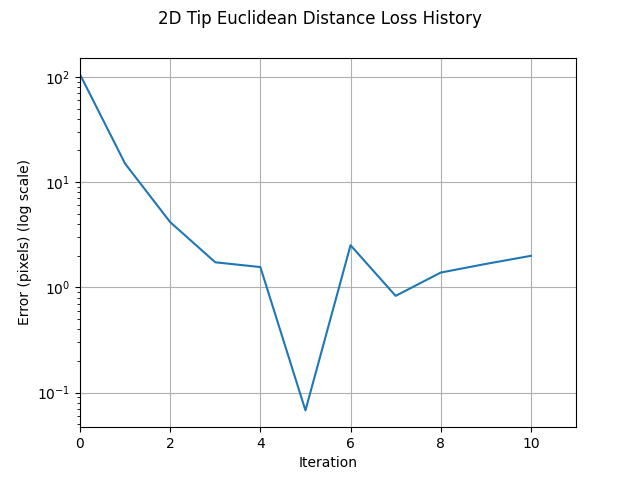 2D Tip Euclidean Distance Loss History
Error (pixels) (log scale)
10²
10¹
10⁰
10⁻¹
0 2 4 6 8 10
Iteration